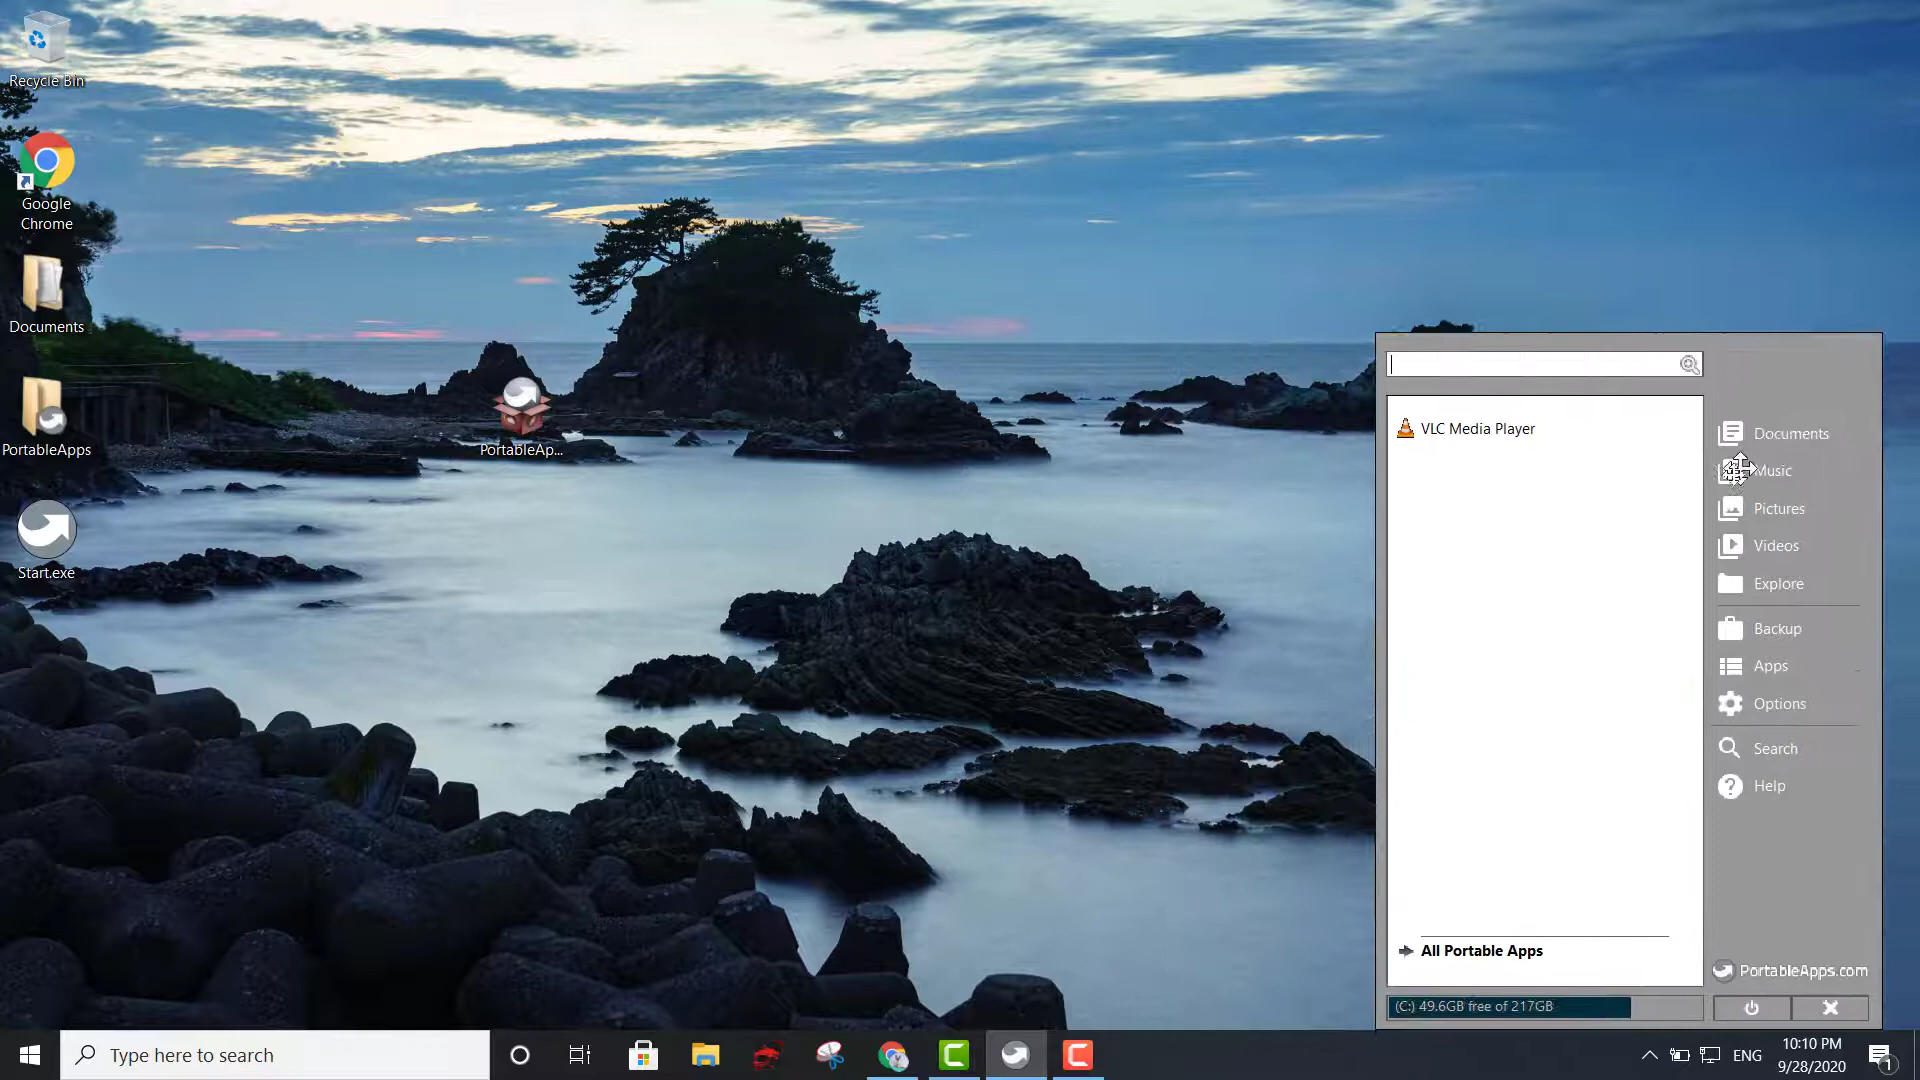 Recycle Bin
Google
Chrome
Documents
PortableApps
Start.exe
PortableAp...
VLC Media Player
All Portable Apps
(C:) 49.6GB free of 217GB
Documents
Music
Pictures
Videos
Explore
Backup
Apps
Options
Search
Help
PortableApps.com
Type here to search
ENG
10:10 PM
9/28/2020
1